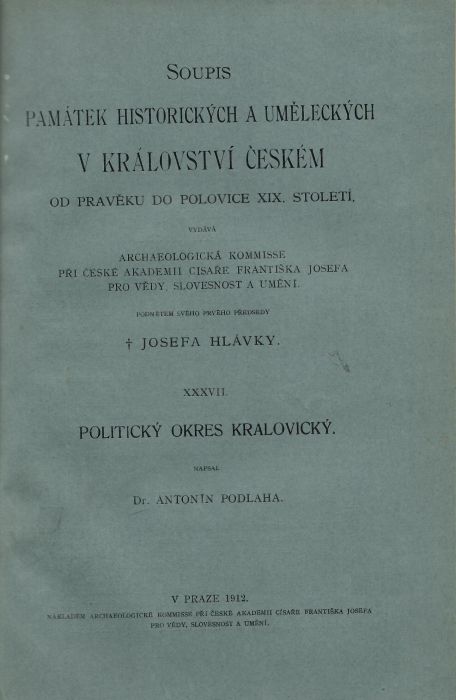 SOUPIS
PAMÁTEK HISTORICKÝCH A UMĚLECKÝCH
V KRÁLOVSTVÍ ČESKÉM
OD PRAVĚKU DO POLOVICE XIX. STOLETÍ,
VYDÁVÁ
ARCHAEOLOGICKÁ KOMMISSE
PŘI ČESKÉ AKADEMII CÍSAŘE FRANTIŠKA JOSEFA
PRO VĚDY, SLOVESNOST A UMĚNÍ.
PODNĚTEM SVÉHO PRVÉHO PŘEDSEDY
† JOSEFA HLÁVKY.
XXXVII.
POLITICKÝ OKRES KRALOVICKÝ.
NAPSAL
Dr. ANTONÍN PODLAHA.
V PRAZE 1912.
NÁKLADEM ARCHAEOLOGICKÉ KOMMISSE PŘI ČESKÉ AKADEMII CÍSAŘE FRANTIŠKA JOSEFA
PRO VĚDY, SLOVESNOST A UMĚNÍ.